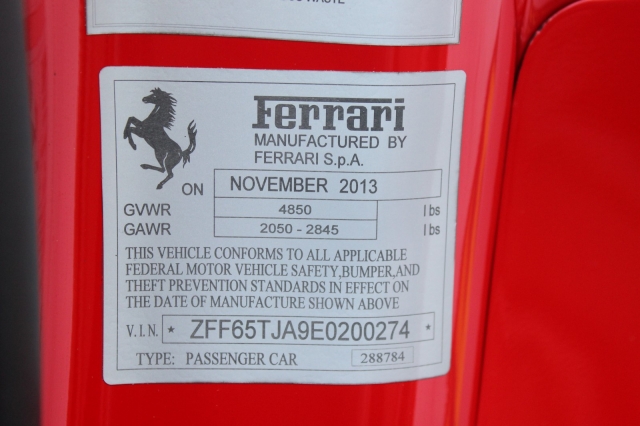 WASTE
Ferrari
MANUFACTURED BY
FERRARI S.p.A.
ON NOVEMBER 2013
GVWR 4850 lbs
GAWR 2050 - 2845 lbs
THIS VEHICLE CONFORMS TO ALL APPLICABLE
FEDERAL MOTOR VEHICLE SAFETY,BUMPER,AND
THEFT PREVENTION STANDARDS IN EFFECT ON
THE DATE OF MANUFACTURE SHOWN ABOVE
V.I.N. * ZFF65TJA9E0200274 *
TYPE: PASSENGER CAR 288784